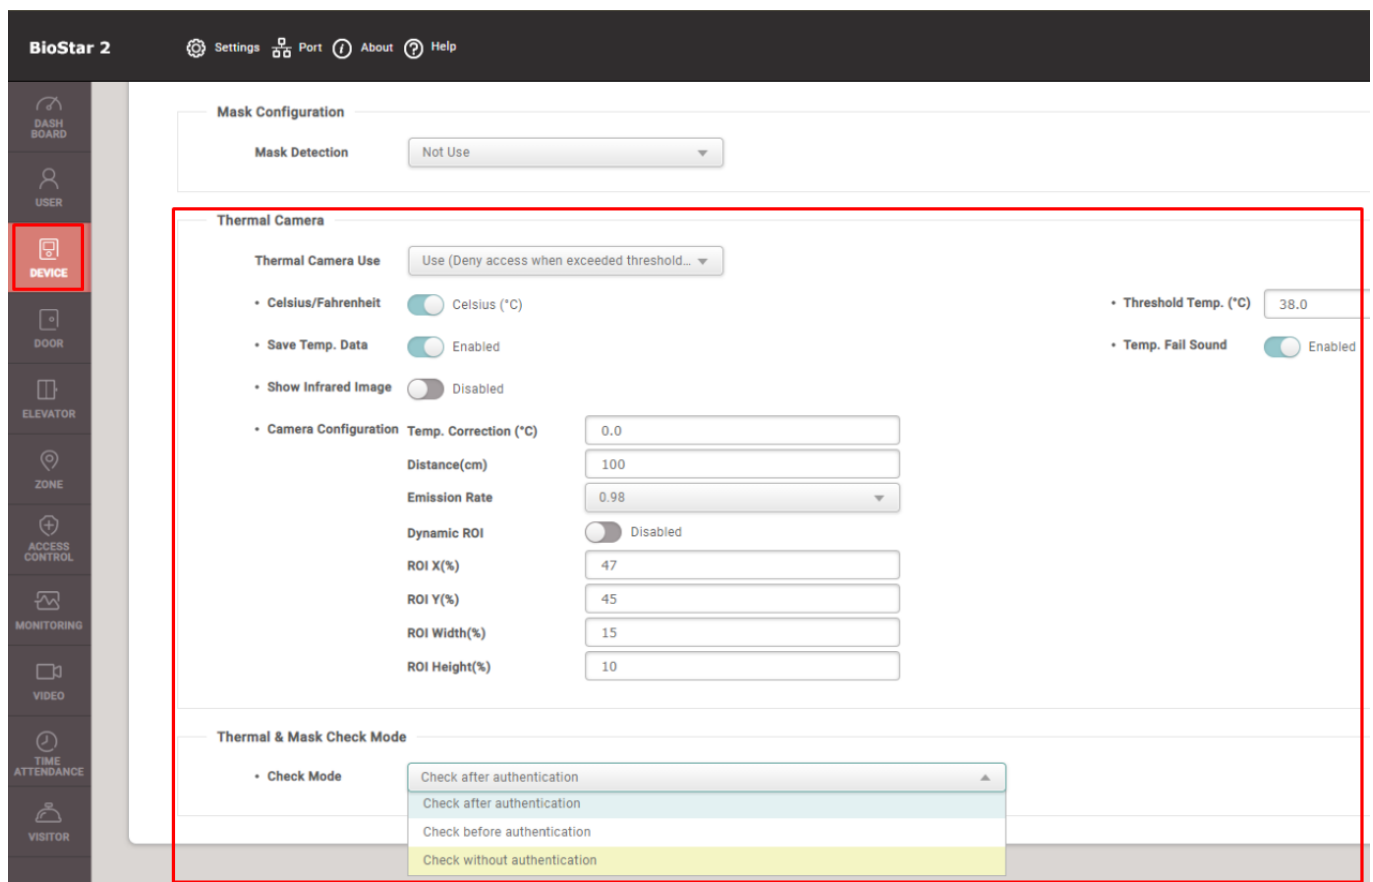 BioStar 2
Settings Port About Help
DASH
BOARD
USER
DEVICE
DOOR
ELEVATOR
ZONE
ACCESS
CONTROL
MONITORING
VIDEO
TIME
ATTENDANCE
VISITOR
Mask Configuration
Mask Detection Not Use
Thermal Camera
Thermal Camera Use Use (Deny access when exceeded threshold...
• Celsius/Fahrenheit Celsius (°C) • Threshold Temp. (°C) 38.0
• Save Temp. Data Enabled • Temp. Fail Sound Enabled
• Show Infrared Image Disabled
• Camera Configuration Temp. Correction (°C) 0.0
Distance(cm) 100
Emission Rate 0.98
Dynamic ROI Disabled
ROI X(%) 47
ROI Y(%) 45
ROI Width(%) 15
ROI Height(%) 10
Thermal & Mask Check Mode
• Check Mode Check after authentication
Check after authentication
Check before authentication
Check without authentication